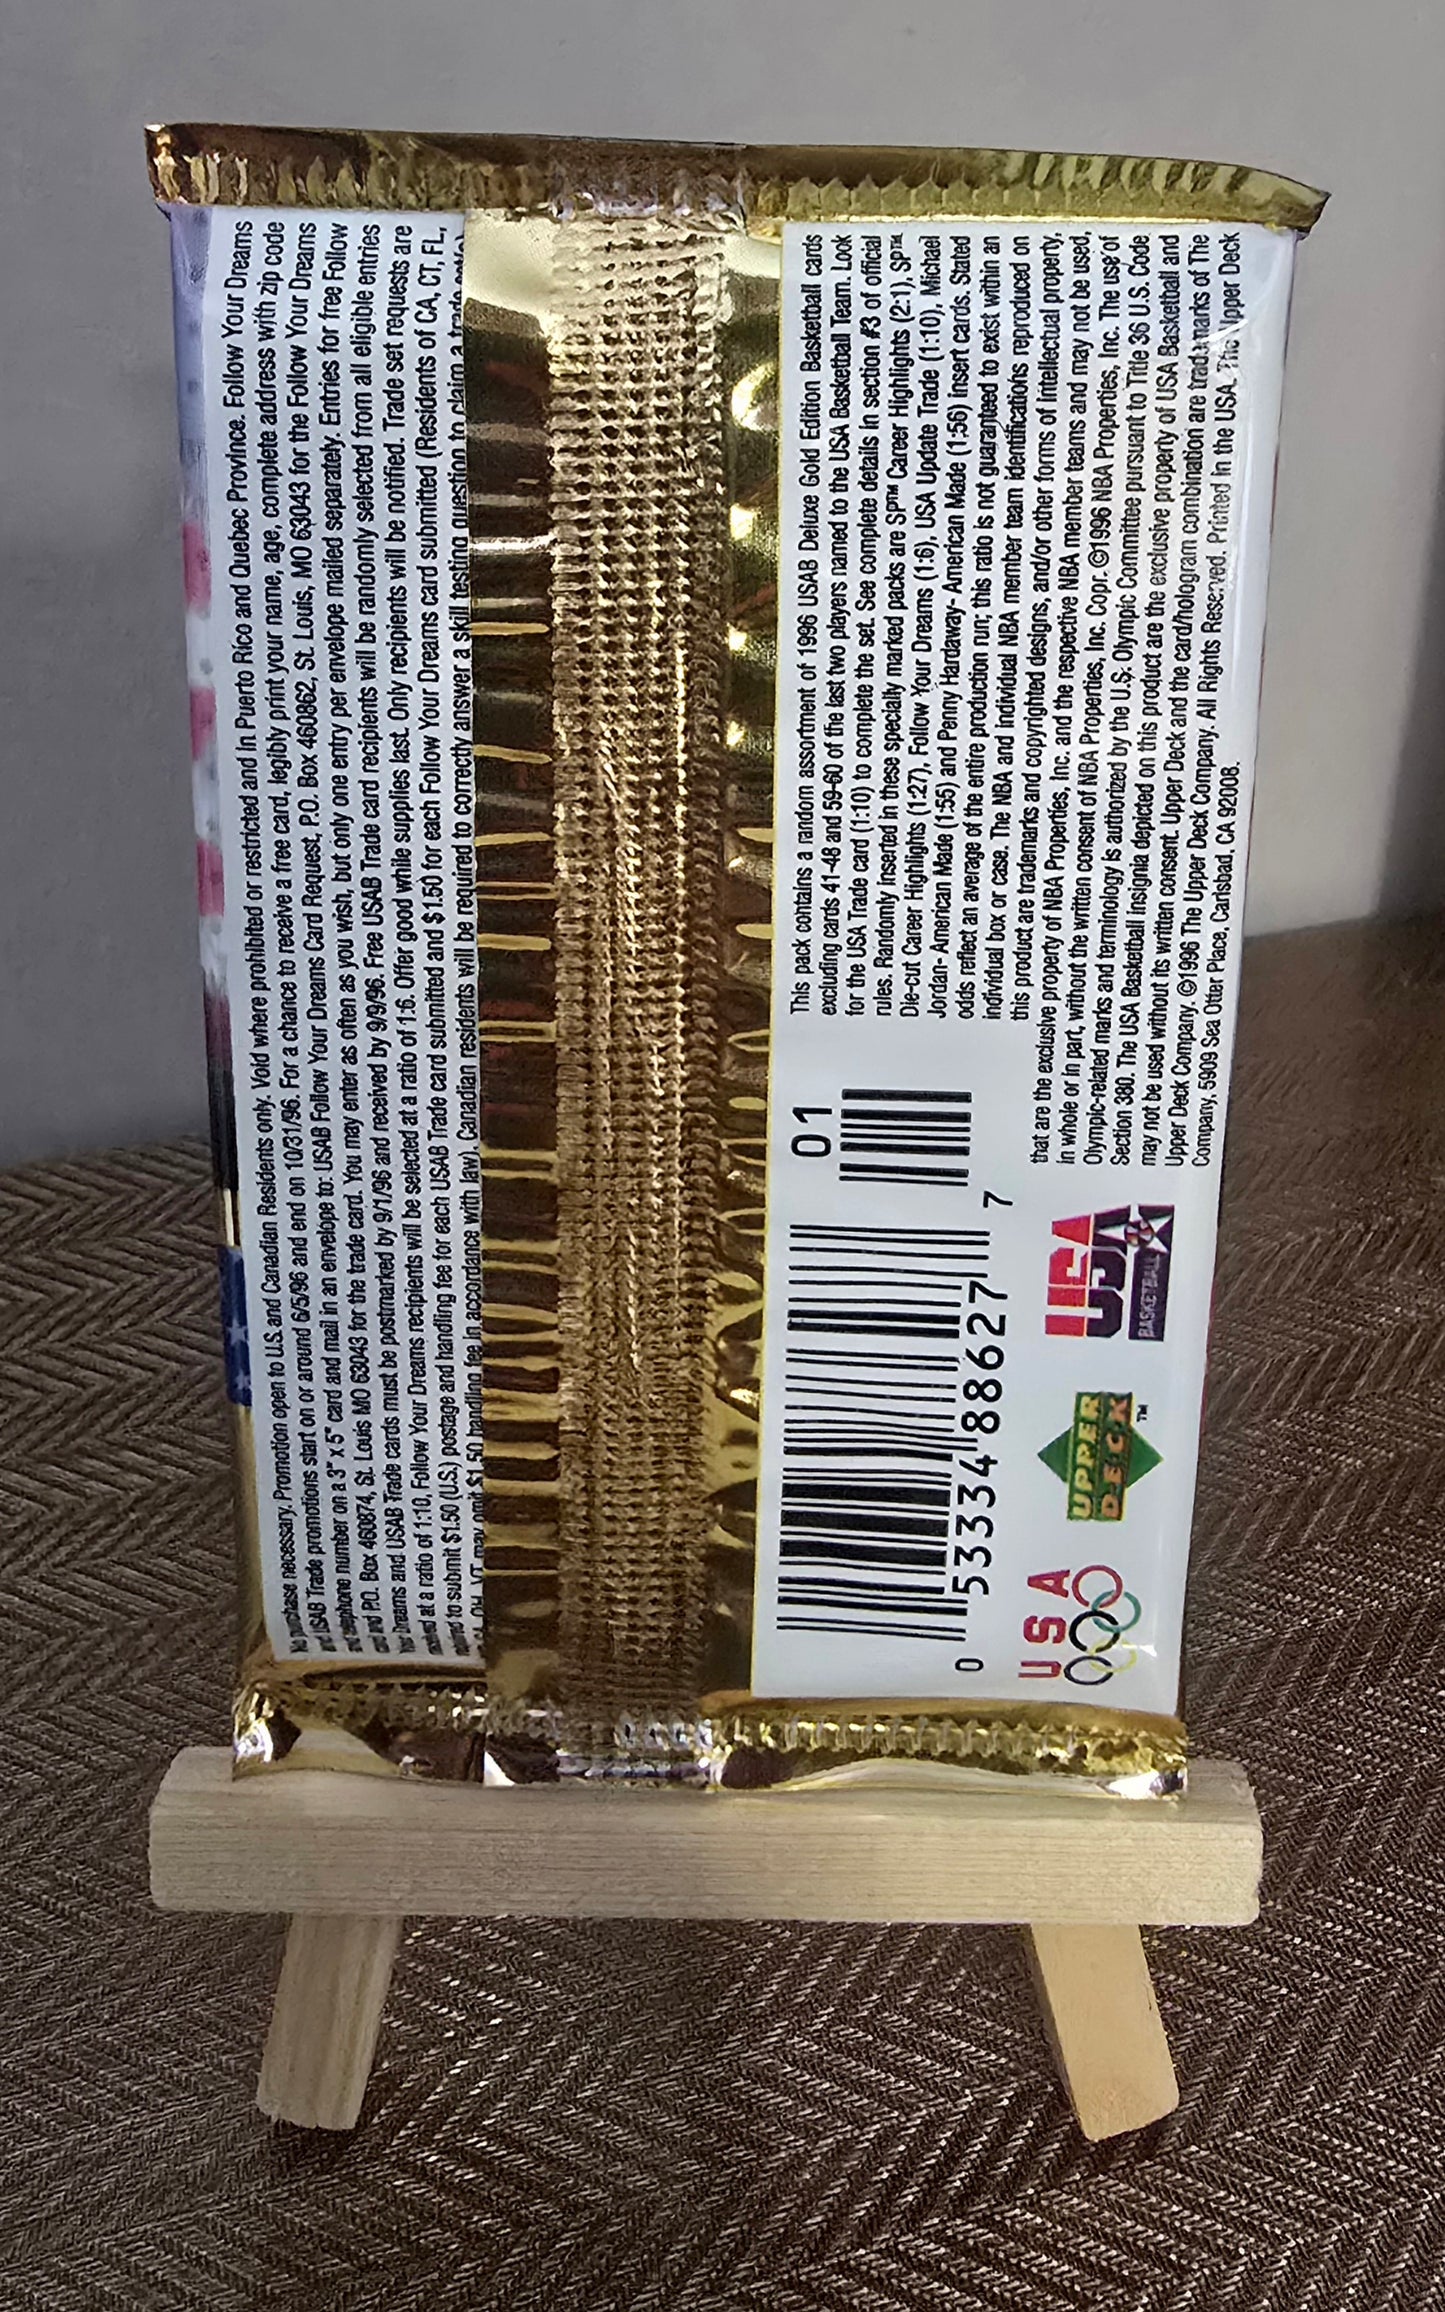 necessary. Promotion open to U.S. and Canadian Residents only. Void where prohibited or restricted and in Puerto Rico and Quebec Province. Follow Your Dreams
USAB Trade promotions start on or around 6/5/96 and end on 10/31/96. For a chance to receive a free card, legibly print your name, age, complete address with zip code
number on a 3" x 5" card and mail in an envelope to: USAB Follow Your Dreams Card Request, P.O. Box 460862, St. Louis, MO 63043 for the Follow Your Dreams
P.O. Box 460874, St. Louis MO 63043 for the trade card. You may enter as often as you wish, but only one entry per envelope mailed separately. Entries for free Follow
Dreams and USAB Trade cards must be postmarked by 9/1/96 and received by 9/9/96. Free USAB Trade card recipients will be randomly selected from all eligible entries
at a ratio of 1:10, Follow Your Dreams recipients will be selected at a ratio of 1:6. Offer good while supplies last. Only recipients will be notified. Trade set requests are
to submit $1.50 (U.S.) postage and handling fee for each USAB Trade card submitted and $1.50 for each Follow Your Dreams card submitted (Residents of CA, CT, FL,
OH, VT may omit $1.50 handling fee in accordance with law). Canadian residents will be required to correctly answer a skill testing question to claim a trade
This pack contains a random assortment of 1996 USAB Deluxe Gold Edition Basketball cards
excluding cards 41-48 and 59-60 of the last two players named to the USA Basketball Team. Look
for the USA Trade card (1:10) to complete the set. See complete details in section #3 of official
rules. Randomly inserted in these specially marked packs are SP™ Career Highlights (2:1), SP™
Die-cut Career Highlights (1:27), Follow Your Dreams (1:6), USA Update Trade (1:10), Michael
Jordan- American Made (1:55) and Penny Hardaway- American Made (1:56) insert cards. Stated
odds reflect an average of the entire production run; this ratio is not guaranteed to exist within an
individual box or case. The NBA and individual NBA member team identifications reproduced on
this product are trademarks and copyrighted designs, and/or other forms of intellectual property,
that are the exclusive property of NBA Properties, Inc. and the respective NBA member teams and may not be used,
in whole or in part, without the written consent of NBA Properties, Inc. Copr. ©1996 NBA Properties, Inc. The use of
Olympic-related marks and terminology is authorized by the U.S. Olympic Committee pursuant to Title 36 U.S. Code
Section 380. The USA Basketball insignia depicted on this product are the exclusive property of USA Basketball and
may not be used without its written consent. Upper Deck and the card/hologram combination are trademarks of The
Upper Deck Company. ©1996 The Upper Deck Company. All Rights Reserved. Printed in the USA. The Upper Deck
Company, 5909 Sea Otter Place, Carlsbad, CA 92008.
01
0 53334 88627 7
USA
UPPER
DECK™
USA
BASKETBALL